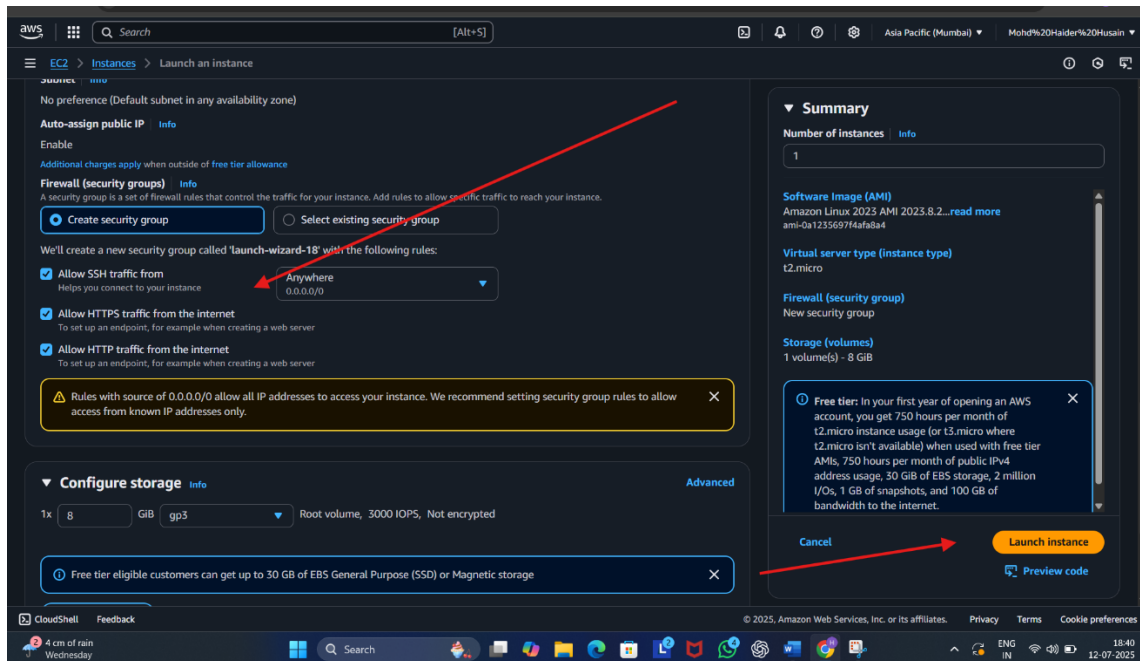 aws
Search
[Alt+S]
Asia Pacific (Mumbai) ▼
Mohd%20Haider%20Husain ▼
EC2 > Instances > Launch an instance
Subnet Info
No preference (Default subnet in any availability zone)
Auto-assign public IP Info
Enable
Additional charges apply when outside of free tier allowance
Firewall (security groups) Info
A security group is a set of firewall rules that control the traffic for your instance. Add rules to allow specific traffic to reach your instance.
Create security group
Select existing security group
We'll create a new security group called 'launch-wizard-18' with the following rules:
Allow SSH traffic from
Helps you connect to your instance
Anywhere
0.0.0.0/0
Allow HTTPS traffic from the internet
To set up an endpoint, for example when creating a web server
Allow HTTP traffic from the internet
To set up an endpoint, for example when creating a web server
Rules with source of 0.0.0.0/0 allow all IP addresses to access your instance. We recommend setting security group rules to allow
access from known IP addresses only.
Configure storage Info
Advanced
1x 8 GiB gp3 Root volume, 3000 IOPS, Not encrypted
Free tier eligible customers can get up to 30 GB of EBS General Purpose (SSD) or Magnetic storage
Summary
Number of instances Info
1
Software Image (AMI)
Amazon Linux 2023 AMI 2023.8.2...read more
ami-0a1235697f4afa8a4
Virtual server type (instance type)
t2.micro
Firewall (security group)
New security group
Storage (volumes)
1 volume(s) - 8 GiB
Free tier: In your first year of opening an AWS
account, you get 750 hours per month of
t2.micro instance usage (or t3.micro where
t2.micro isn't available) when used with free tier
AMIs, 750 hours per month of public IPv4
address usage, 30 GiB of EBS storage, 2 million
I/Os, 1 GB of snapshots, and 100 GB of
bandwidth to the internet.
Cancel
Launch instance
Preview code
CloudShell Feedback
© 2025, Amazon Web Services, Inc. or its affiliates. Privacy Terms Cookie preferences
2
4 cm of rain
Wednesday
Search
ENG
IN
18:40
12-07-2025